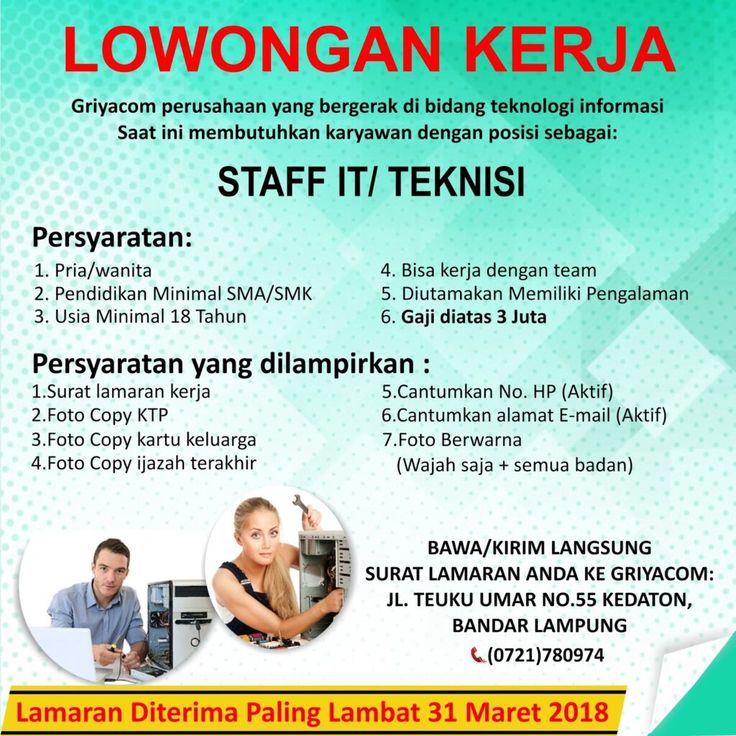 LOWONGAN KERJA
Griyacom perusahaan yang bergerak di bidang teknologi informasi
Saat ini membutuhkan karyawan dengan posisi sebagai:
STAFF IT/ TEKNISI
Persyaratan:
1. Pria/wanita
2. Pendidikan Minimal SMA/SMK
3. Usia Minimal 18 Tahun
4. Bisa kerja dengan team
5. Diutamakan Memiliki Pengalaman
6. Gaji diatas 3 Juta
Persyaratan yang dilampirkan :
1.Surat lamaran kerja
2.Foto Copy KTP
3.Foto Copy kartu keluarga
4.Foto Copy ijazah terakhir
5.Cantumkan No. HP (Aktif)
6.Cantumkan alamat E-mail (Aktif)
7.Foto Berwarna
(Wajah saja + semua badan)
BAWA/KIRIM LANGSUNG
SURAT LAMARAN ANDA KE GRIYACOM:
JL. TEUKU UMAR NO.55 KEDATON,
BANDAR LAMPUNG
(0721)780974
Lamaran Diterima Paling Lambat 31 Maret 2018